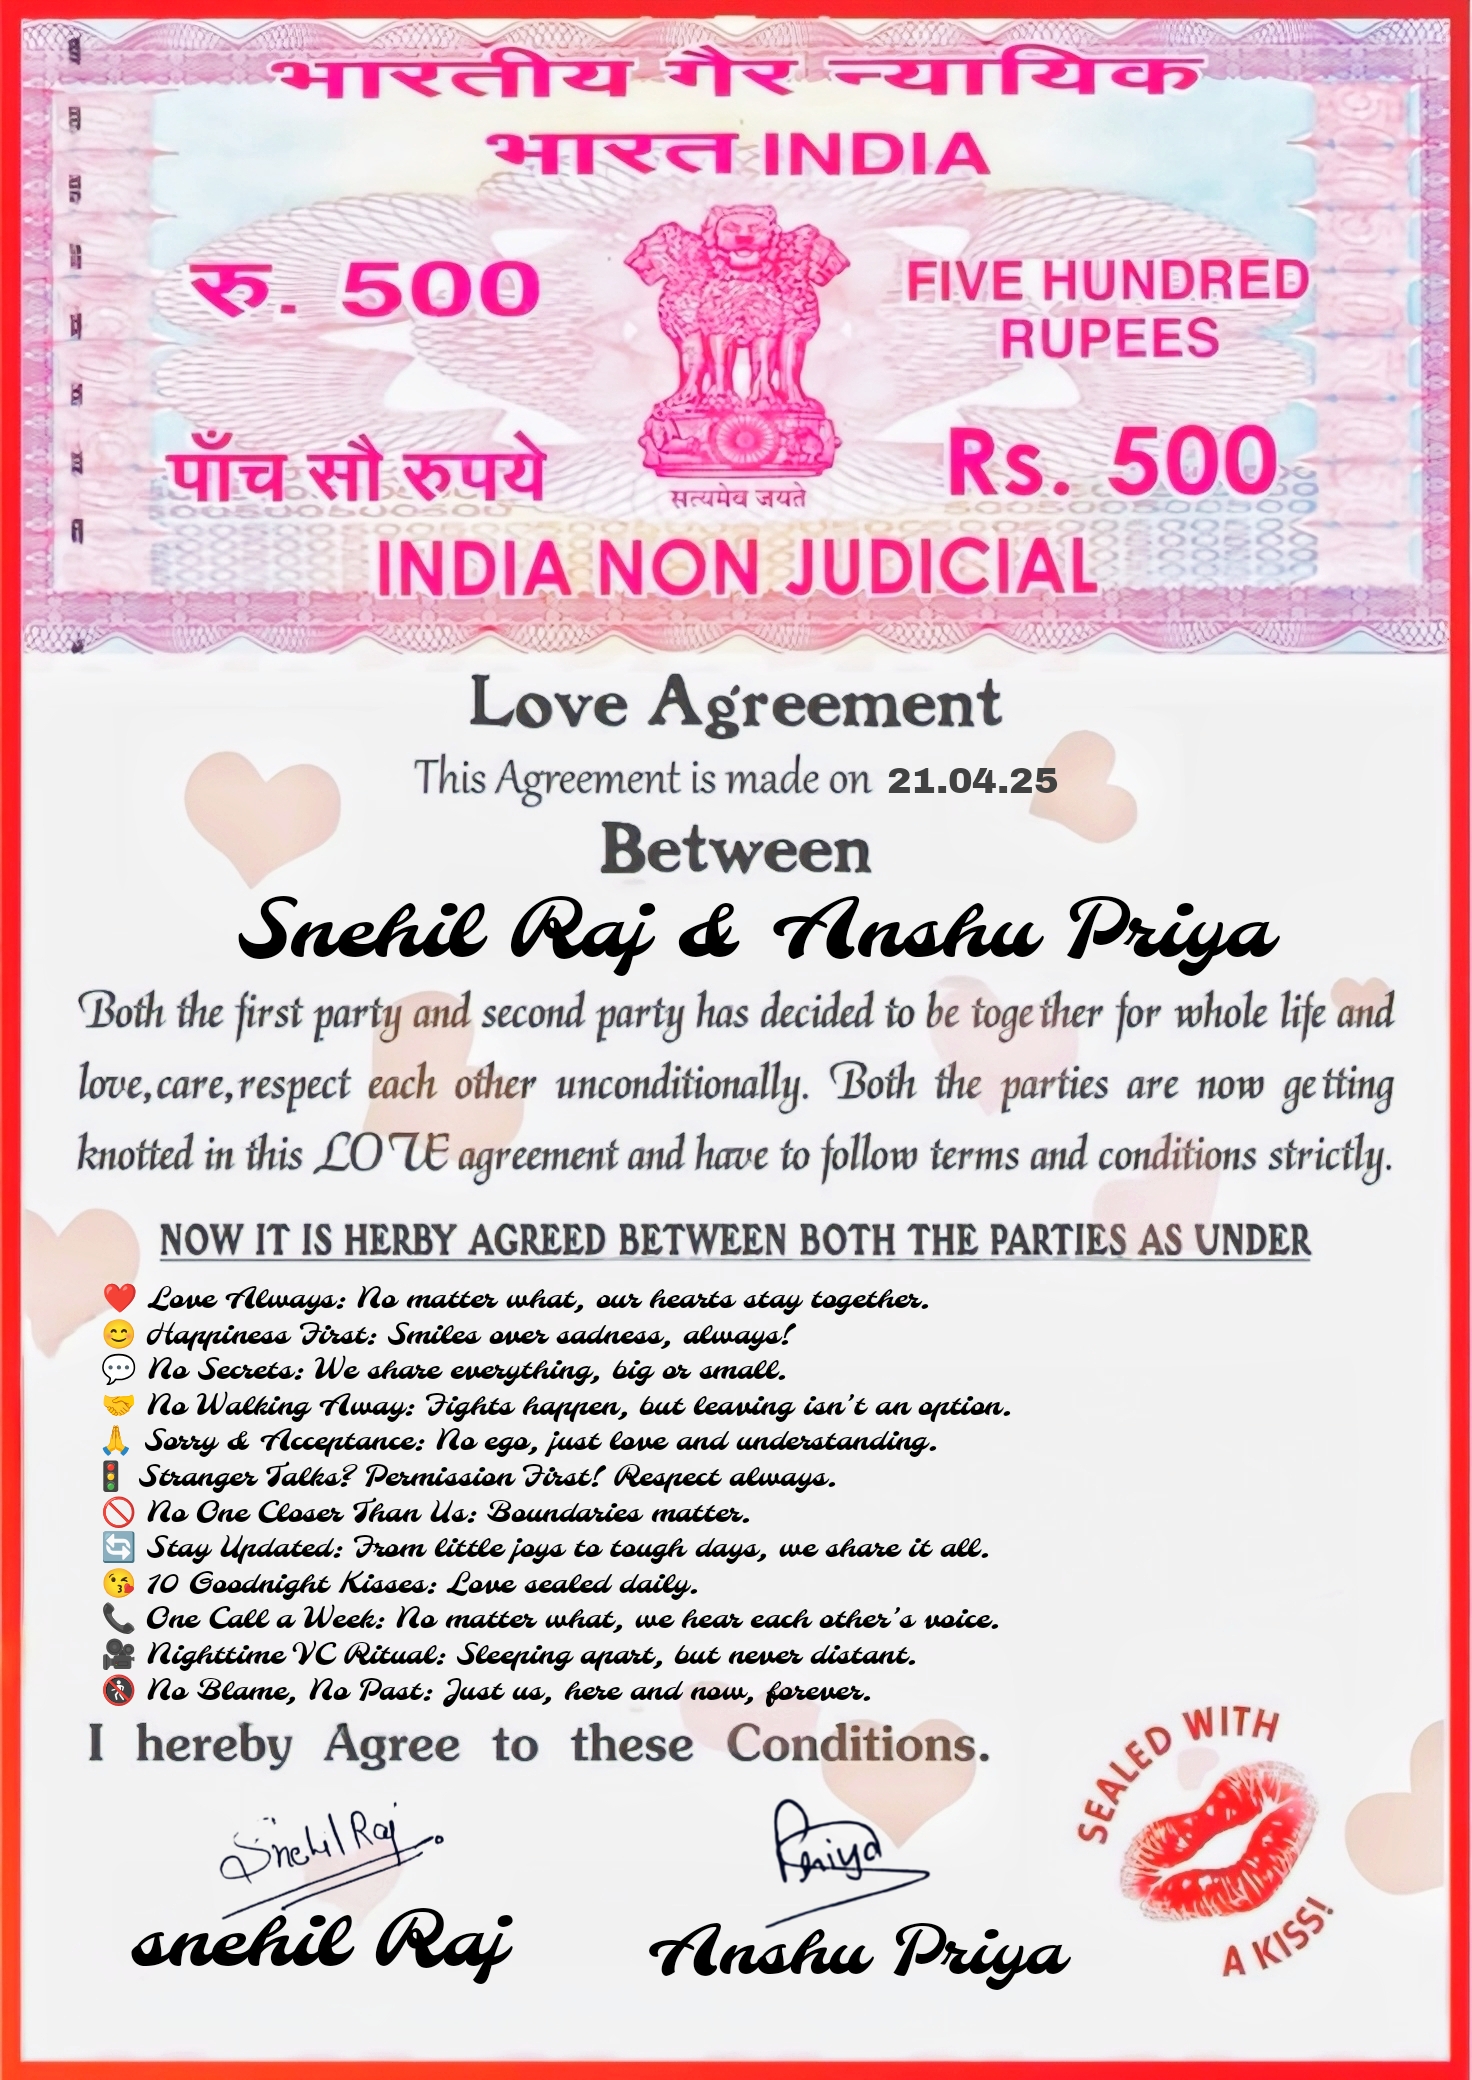 भारतीय गैर न्यायिक
भारत INDIA
रु. 500
FIVE HUNDRED
RUPEES
पाँच सौ रुपये
सत्यमेव जयते
Rs. 500
INDIA NON JUDICIAL
Love Agreement
This Agreement is made on 21.04.25
Between
Snehil Raj & Anshu Priya
Both the first party and second party has decided to be together for whole life and
love,care,respect each other unconditionally. Both the parties are now getting
knotted in this LOVE agreement and have to follow terms and conditions strictly.
NOW IT IS HERBY AGREED BETWEEN BOTH THE PARTIES AS UNDER
❤️ Love Always: No matter what, our hearts stay together.
😊 Happiness First: Smiles over sadness, always!
💬 No Secrets: We share everything, big or small.
🤝 No Walking Away: Fights happen, but leaving isn't an option.
🙏 Sorry & Acceptance: No ego, just love and understanding.
🚦 Stranger Talks? Permission First! Respect always.
🚫 No One Closer Than Us: Boundaries matter.
🔄 Stay Updated: From little joys to tough days, we share it all.
😘 10 Goodnight Kisses: Love sealed daily.
📞 One Call a Week: No matter what, we hear each other's voice.
🎥 Nighttime VC Ritual: Sleeping apart, but never distant.
🚷 No Blame, No Past: Just us, here and now, forever.
I hereby Agree to these Conditions.
SEALED WITH
A KISS!
Snehil Raj
Priya
snehil Raj
Anshu Priya